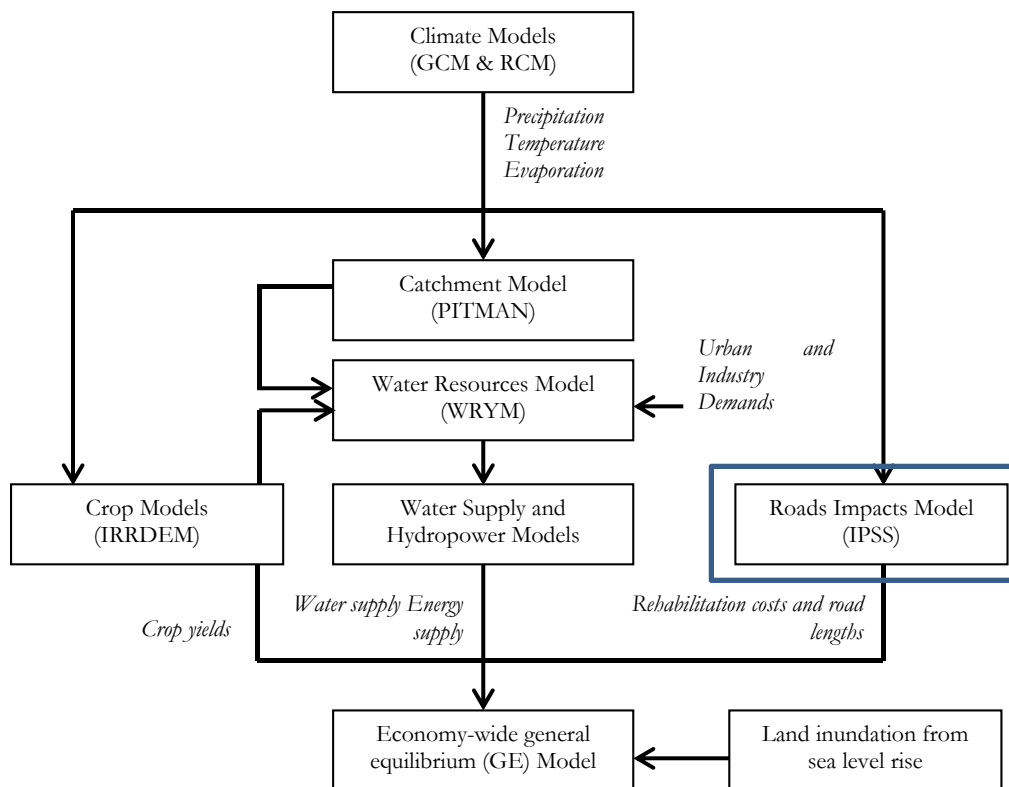 Climate Models
(GCM & RCM)
Precipitation
Temperature
Evaporation
Catchment Model
(PITMAN)
Urban and
Industry
Demands
Water Resources Model
(WRYM)
Crop Models
(IRRDEM)
Water Supply and
Hydropower Models
Roads Impacts Model
(IPSS)
Crop yields
Water supply Energy
supply
Rehabilitation costs and road
lengths
Economy-wide general
equilibrium (GE) Model
Land inundation from
sea level rise